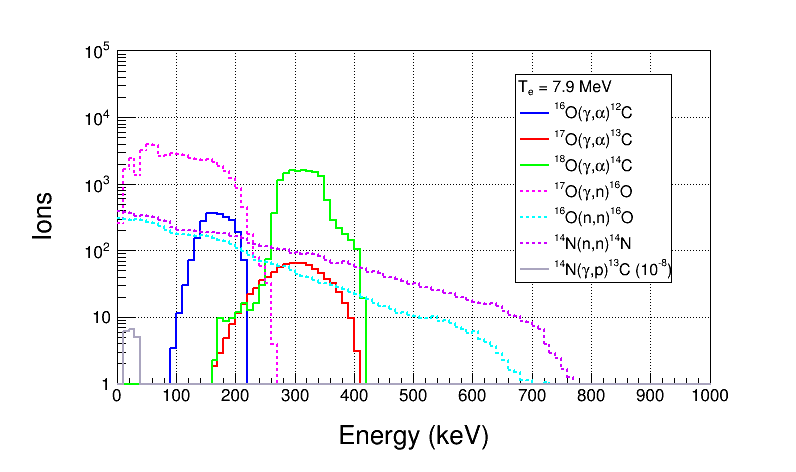 10⁵
10⁴
10³
10²
10
1
0 100 200 300 400 500 600 700 800 900 1000
Ions
Energy (keV)
Tₑ = 7.9 MeV
¹⁶O(γ,α)¹²C
¹⁷O(γ,α)¹³C
¹⁸O(γ,α)¹⁴C
¹⁷O(γ,n)¹⁶O
¹⁶O(n,n)¹⁶O
¹⁴N(n,n)¹⁴N
¹⁴N(γ,p)¹³C (10⁻⁸)